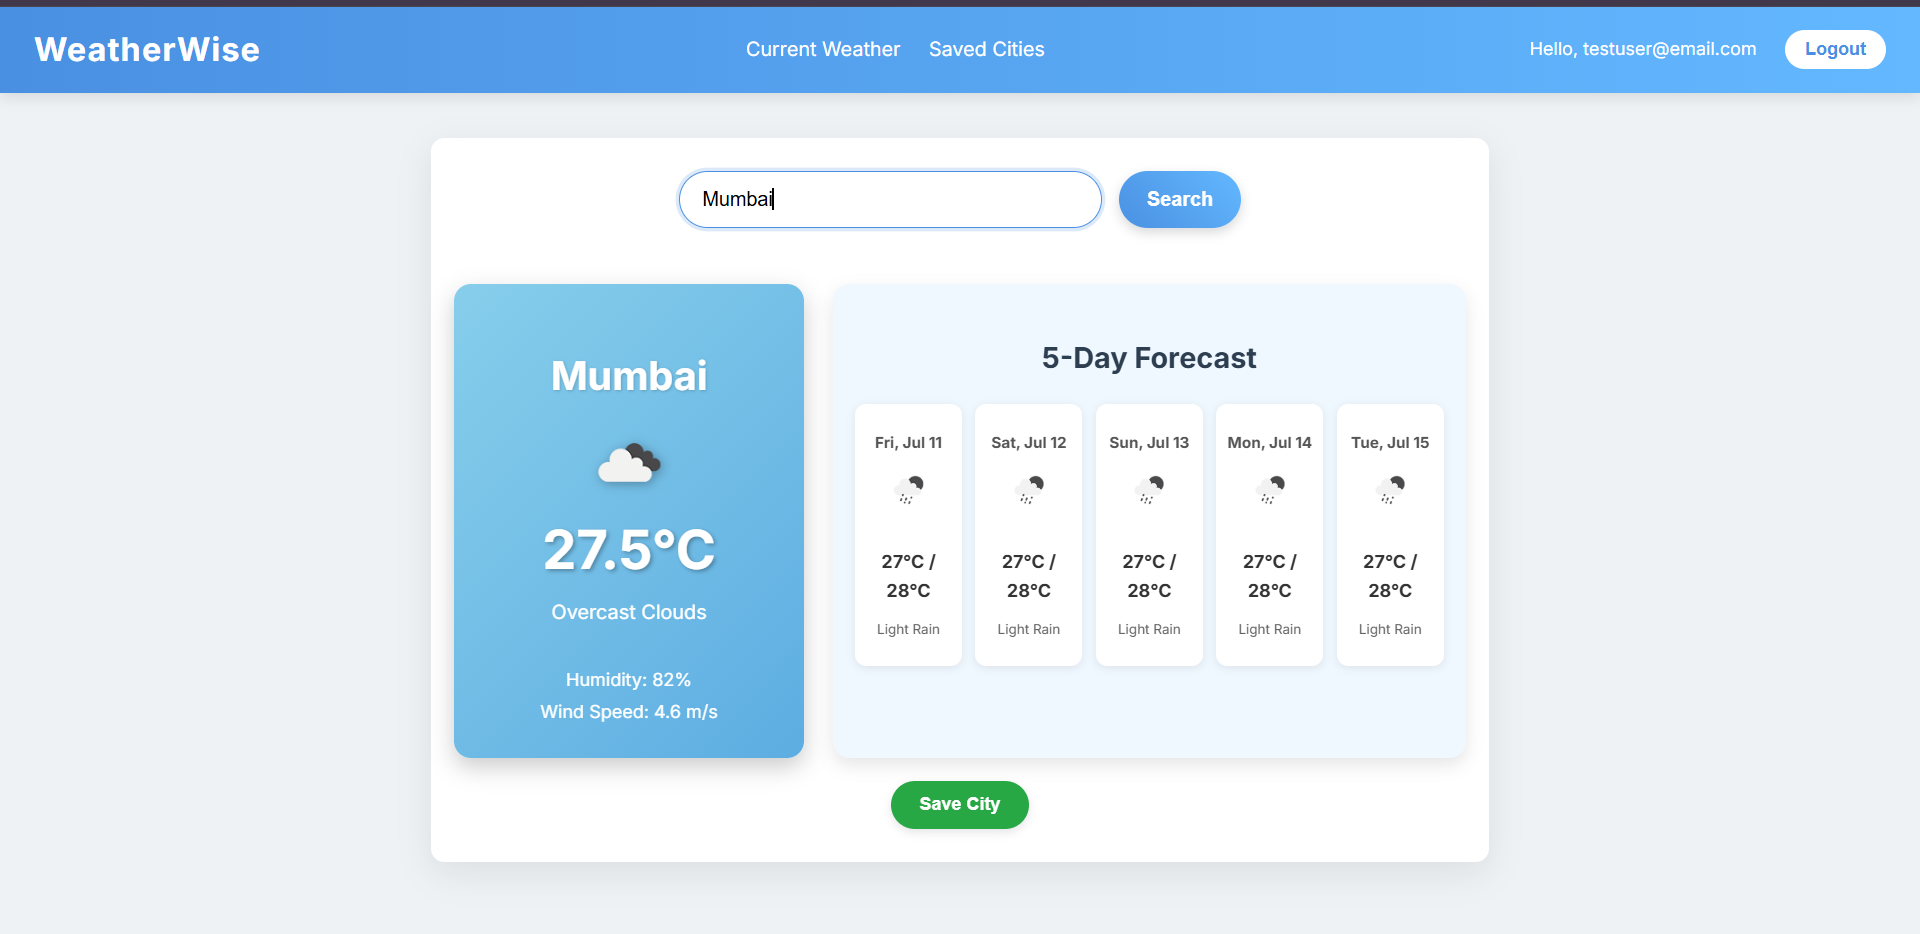 WeatherWise
Current Weather
Saved Cities
Hello, testuser@email.com
Logout
Mumbai
Search
Mumbai
27.5°C
Overcast Clouds
Humidity: 82%
Wind Speed: 4.6 m/s
5-Day Forecast
Fri, Jul 11
27°C /
28°C
Light Rain
Sat, Jul 12
27°C /
28°C
Light Rain
Sun, Jul 13
27°C /
28°C
Light Rain
Mon, Jul 14
27°C /
28°C
Light Rain
Tue, Jul 15
27°C /
28°C
Light Rain
Save City